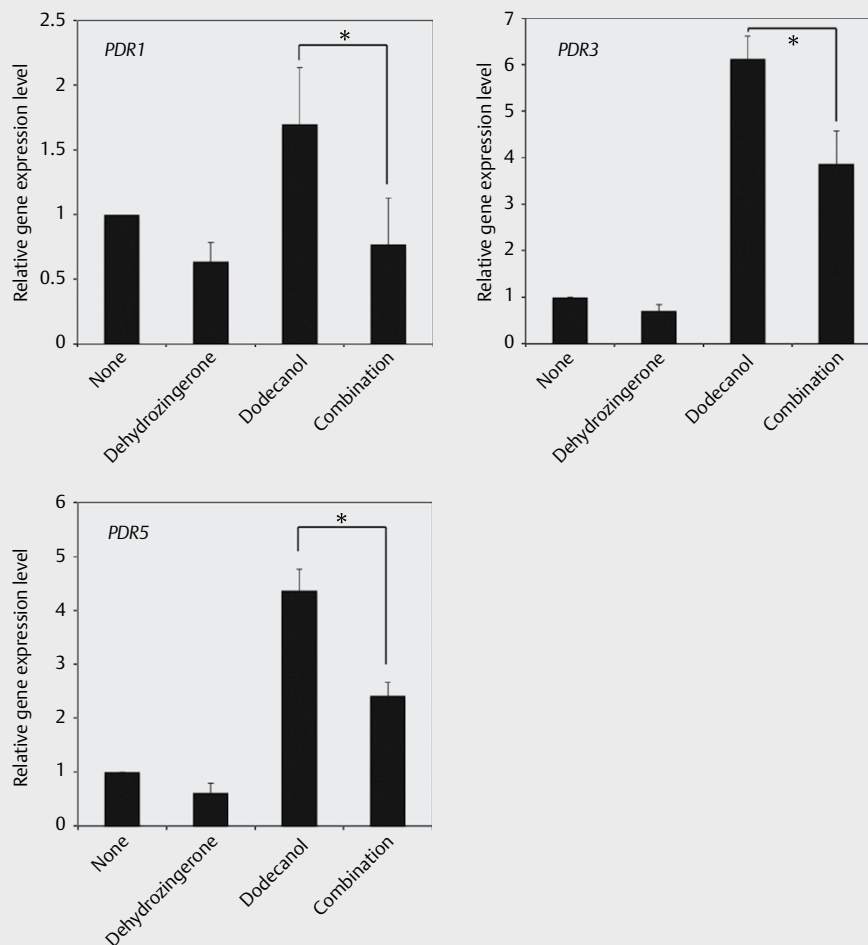 PDR1
*
Relative gene expression level
2.5
2
1.5
1
0.5
0
None
Dehydrozingerone
Dodecanol
Combination
PDR3
*
Relative gene expression level
7
6
5
4
3
2
1
0
None
Dehydrozingerone
Dodecanol
Combination
PDR5
*
Relative gene expression level
6
5
4
3
2
1
0
None
Dehydrozingerone
Dodecanol
Combination